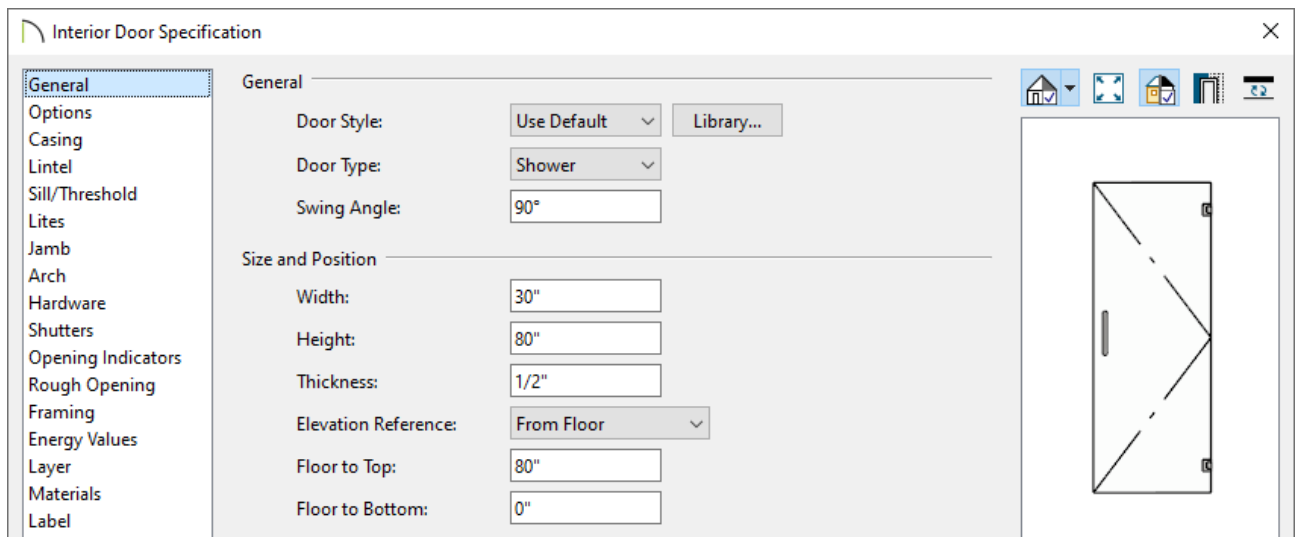 Interior Door Specification
General
Options
Casing
Lintel
Sill/Threshold
Lites
Jamb
Arch
Hardware
Shutters
Opening Indicators
Rough Opening
Framing
Energy Values
Layer
Materials
Label
General
Door Style: Use Default Library...
Door Type: Shower
Swing Angle: 90°
Size and Position
Width: 30"
Height: 80"
Thickness: 1/2"
Elevation Reference: From Floor
Floor to Top: 80"
Floor to Bottom: 0"